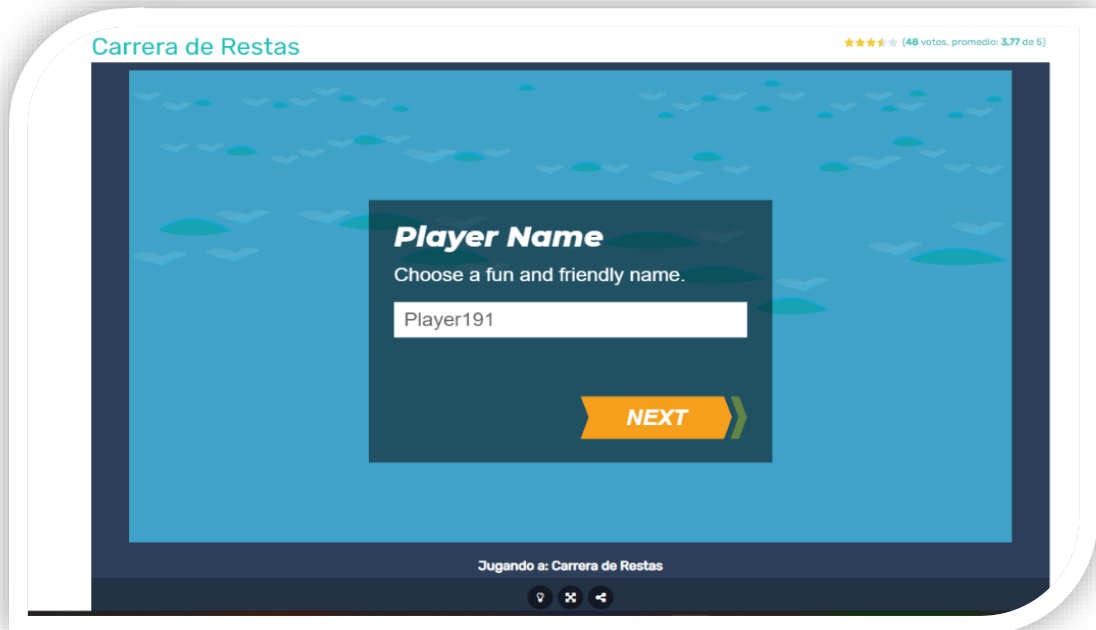 Carrera de Restas
(48 votos, promedio: 3,77 de 5)
Player Name
Choose a fun and friendly name.
Player191
NEXT
Jugando a: Carrera de Restas